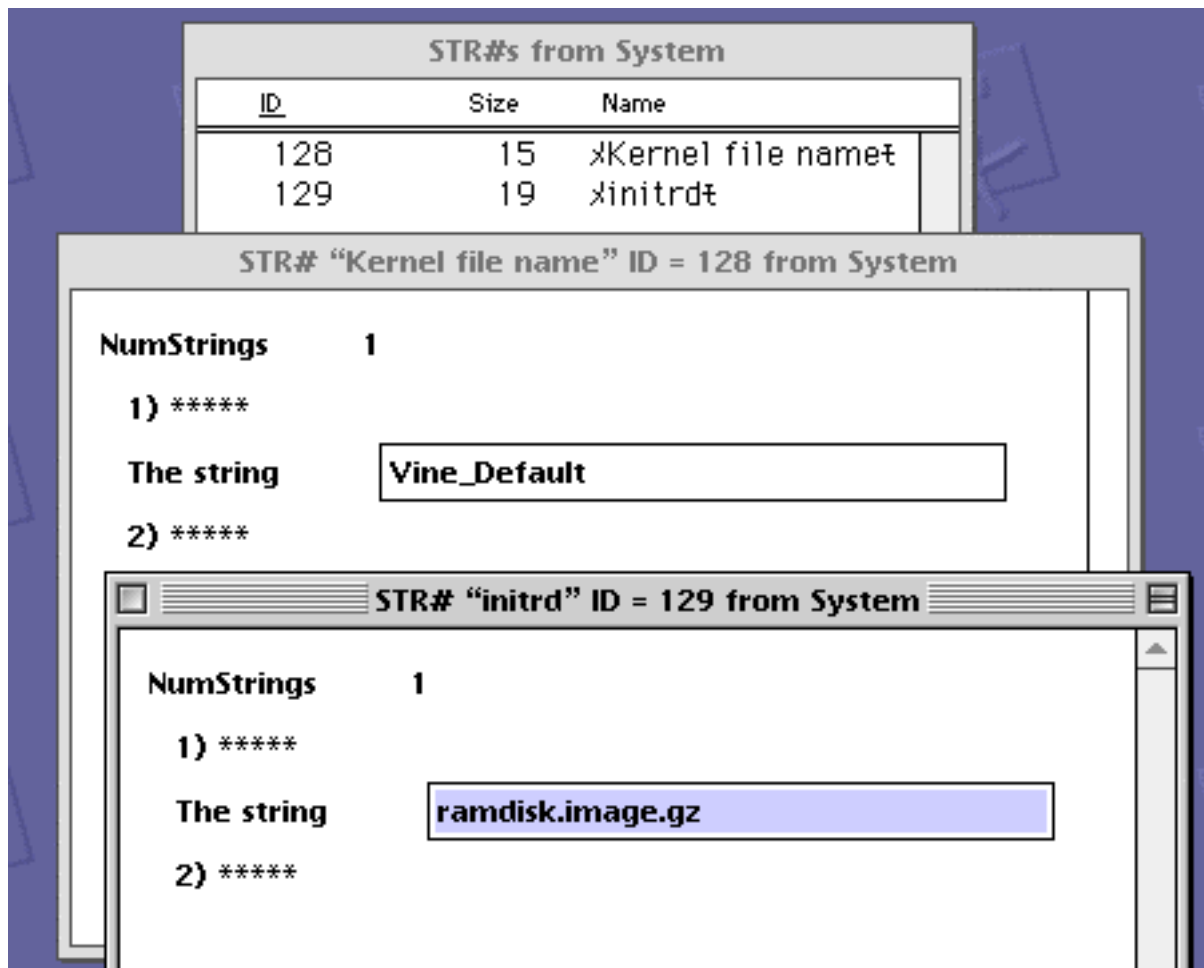 STR#s from System
ID Size Name
128 15 “Kernel file name”
129 19 “initrd”
STR# “Kernel file name” ID = 128 from System
NumStrings 1
1) *****
The string Vine_Default
2) *****
STR# “initrd” ID = 129 from System
NumStrings 1
1) *****
The string ramdisk.image.gz
2) *****